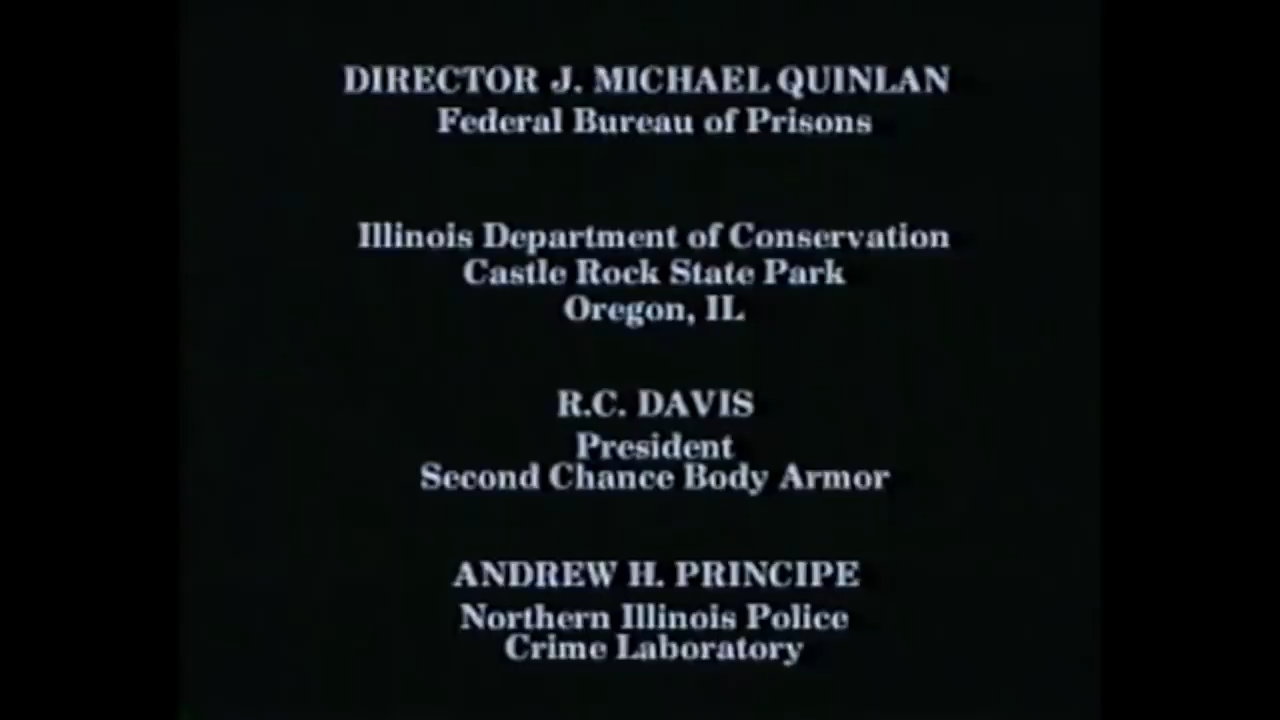 DIRECTOR J. MICHAEL QUINLAN
Federal Bureau of Prisons
Illinois Department of Conservation
Castle Rock State Park
Oregon, IL
R.C. DAVIS
President
Second Chance Body Armor
ANDREW H. PRINCIPE
Northern Illinois Police
Crime Laboratory